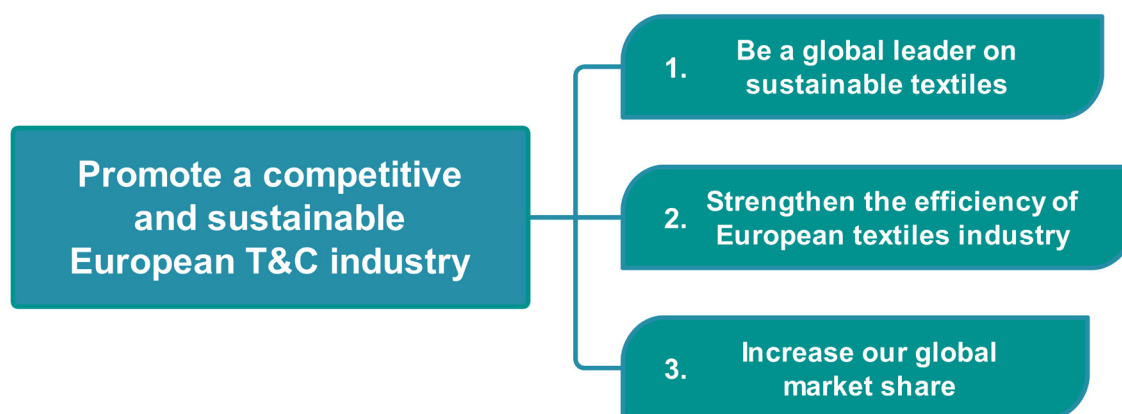 Promote a competitive
and sustainable
European T&C industry
1. Be a global leader on
sustainable textiles
2. Strengthen the efficiency of
European textiles industry
3. Increase our global
market share